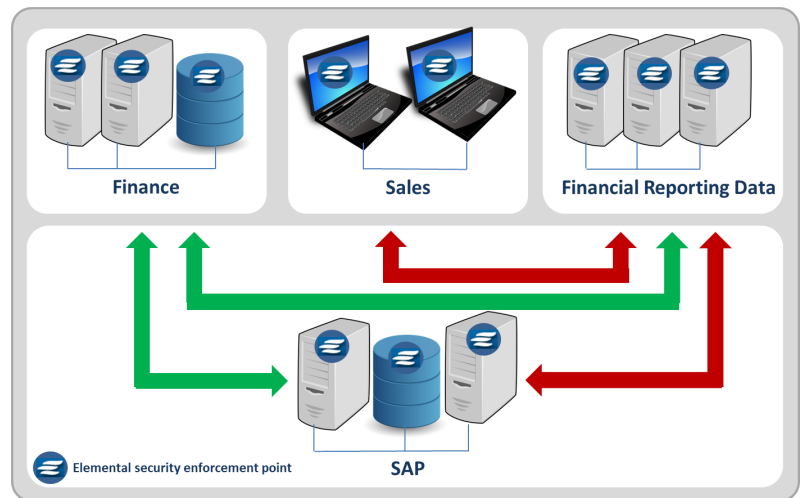 Finance
Sales
Financial Reporting Data
SAP
Elemental security enforcement point